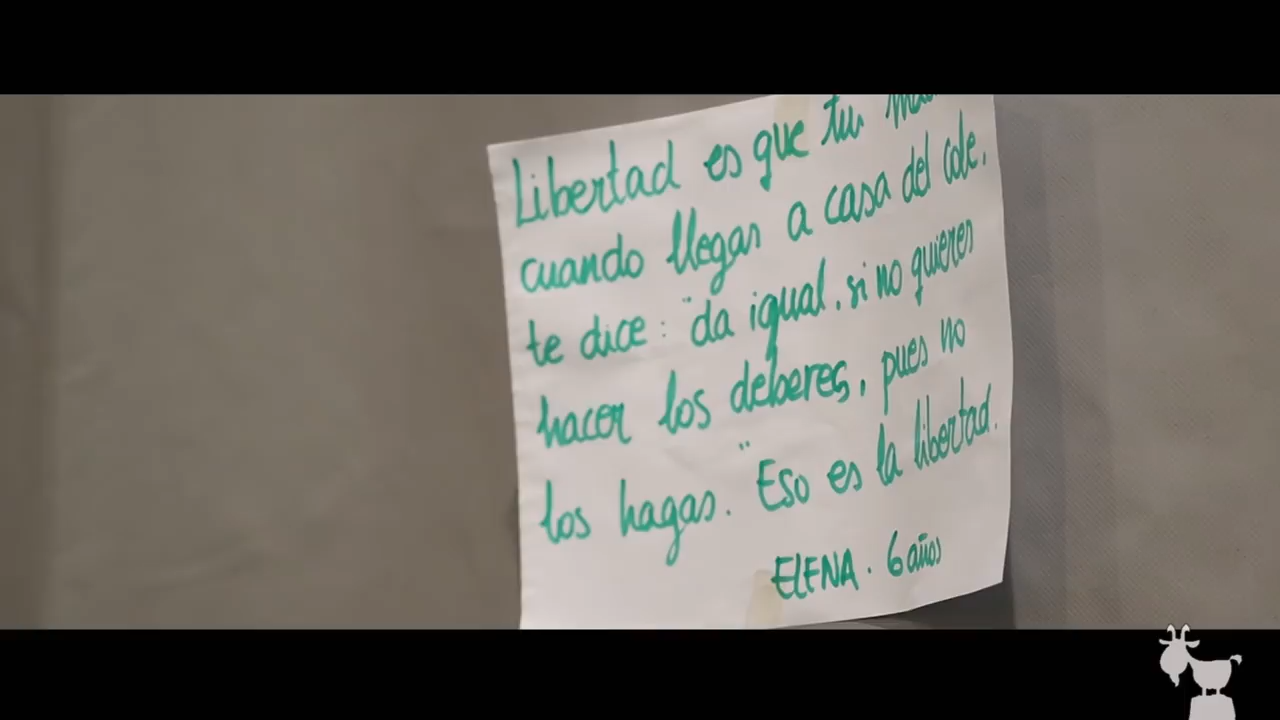 Libertad es que tu
cuando llegas a casa del cole,
te dice: "da igual, si no quieres
hacer los deberes, pues no
los hagas." Eso es la libertad.
ELENA. 6 años